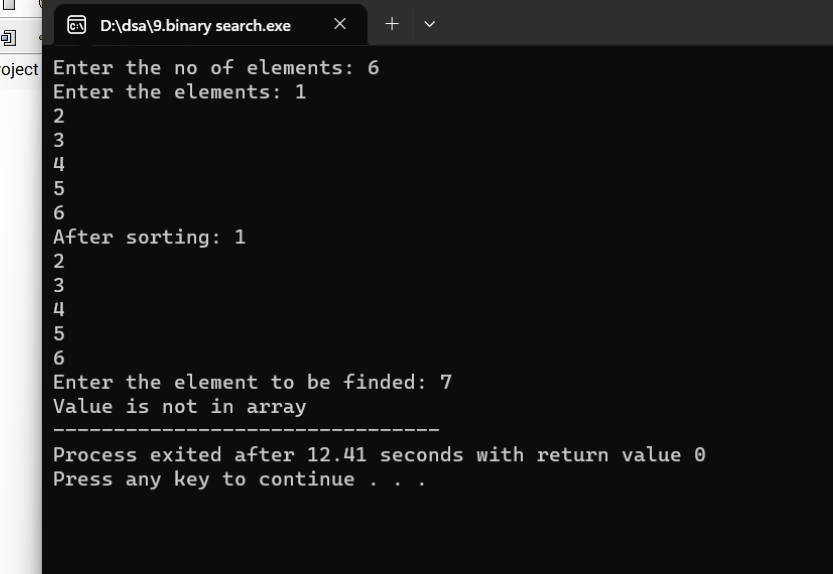 D:\dsa\9.binary search.exe
oject
Enter the no of elements: 6
Enter the elements: 1
2
3
4
5
6
After sorting: 1
2
3
4
5
6
Enter the element to be finded: 7
Value is not in array
--------------------------------
Process exited after 12.41 seconds with return value 0
Press any key to continue . . .